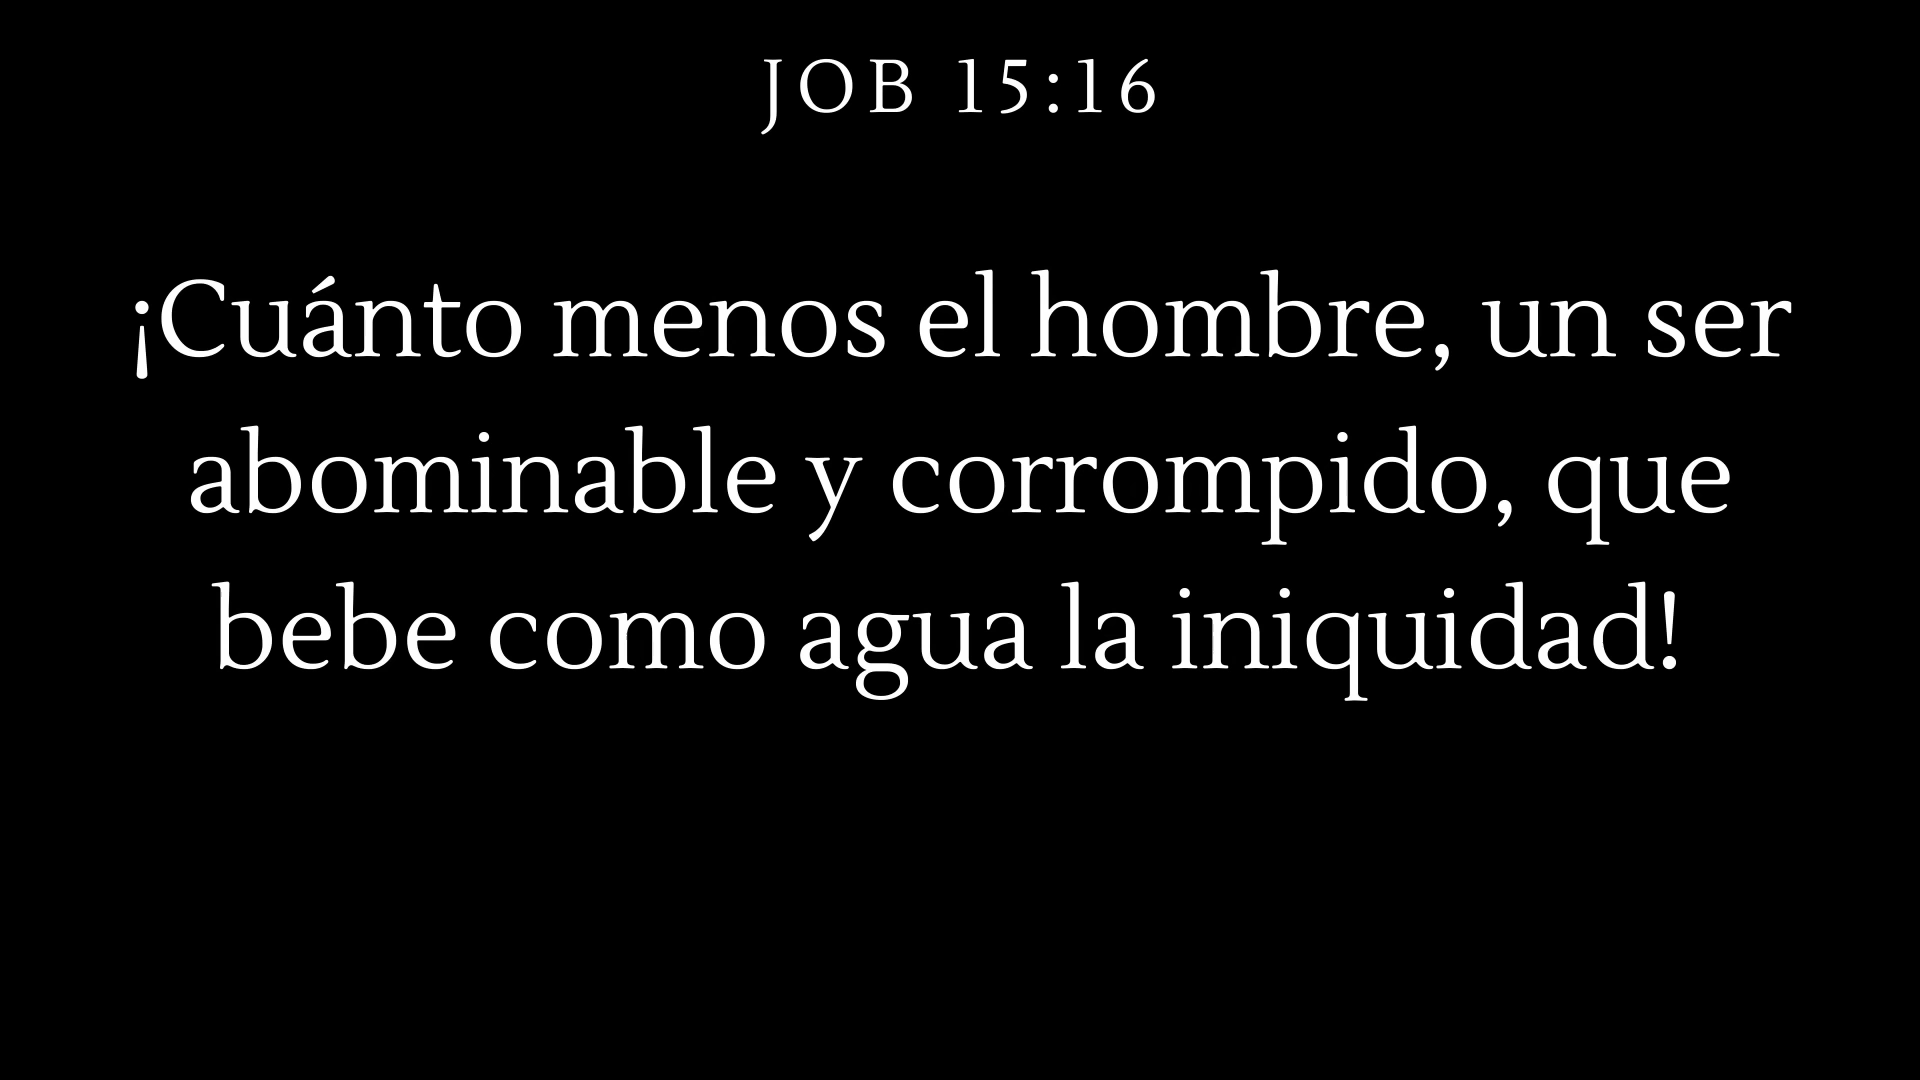 JOB 15:16
¡Cuánto menos el hombre, un ser
abominable y corrompido, que
bebe como agua la iniquidad!